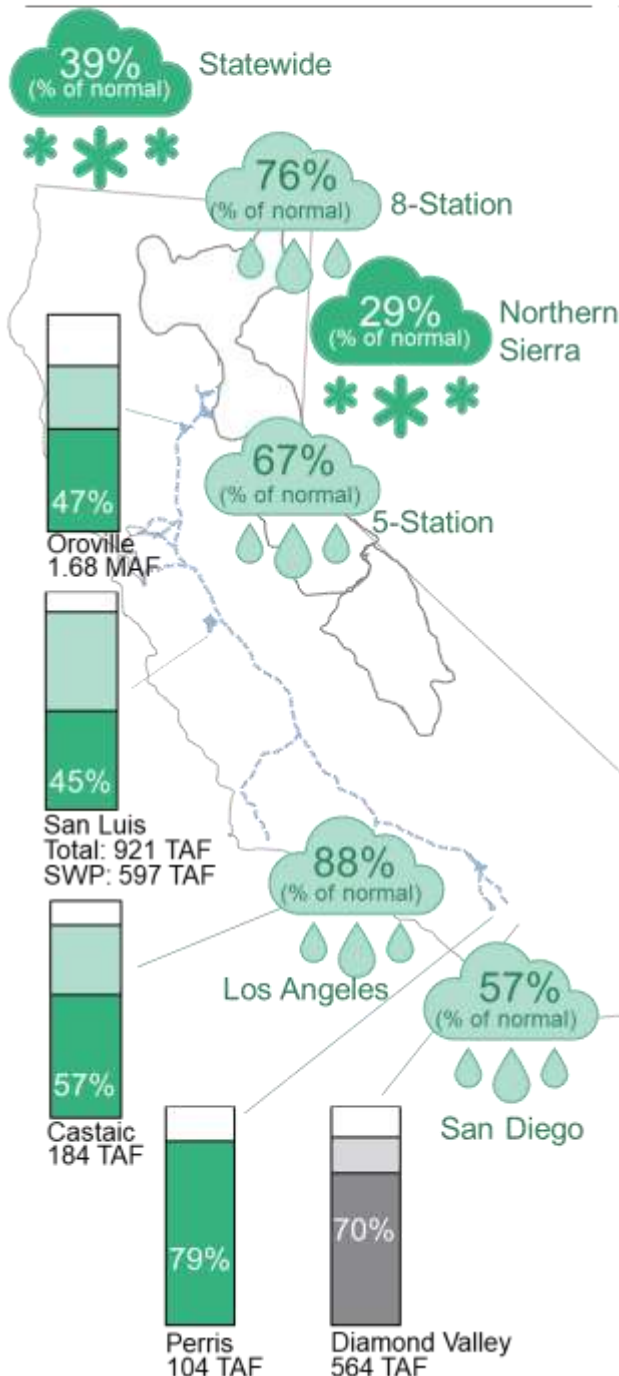 39%
(% of normal)
Statewide
76%
(% of normal)
8-Station
29%
(% of normal)
Northern
Sierra
67%
(% of normal)
5-Station
47%
Oroville
1.68 MAF
45%
San Luis
Total: 921 TAF
SWP: 597 TAF
88%
(% of normal)
Los Angeles
57%
(% of normal)
San Diego
57%
Castaic
184 TAF
79%
Perris
104 TAF
70%
Diamond Valley
564 TAF